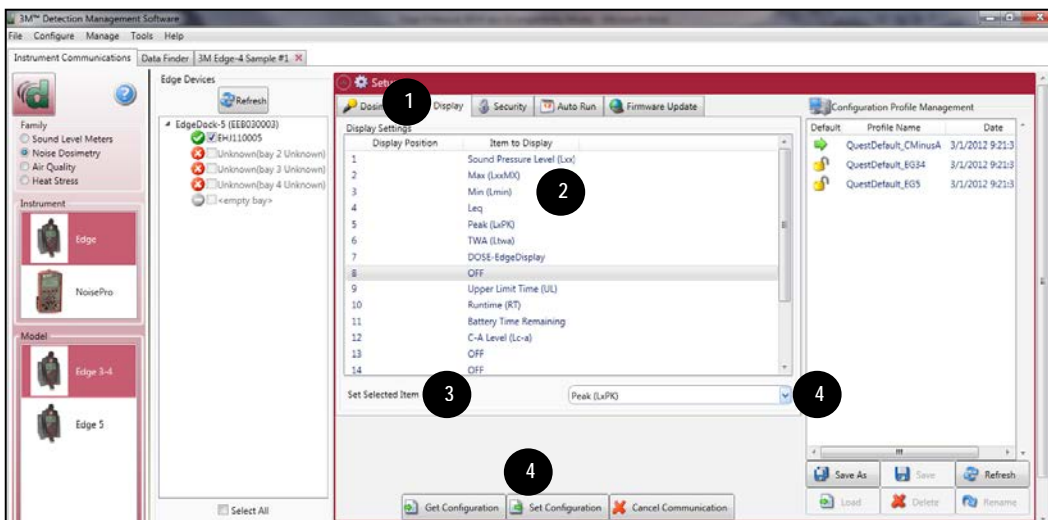 3M™ Detection Management Software
File Configure Manage Tools Help
Instrument Communications Data Finder 3M Edge-4 Sample #1
Family
Sound Level Meters
Noise Dosimetry
Air Quality
Heat Stress
Instrument
Edge
NoisePro
Model
Edge 3-4
Edge 5
Edge Devices
Refresh
EdgeDock-5 (EEB030003)
EHJ110005
Unknown(bay 2 Unknown)
Unknown(bay 3 Unknown)
Unknown(bay 4 Unknown)
<empty bay>
Select All
Setu
Dosim 1 Display Security Auto Run Firmware Update
Display Settings
Display Position Item to Display
1 Sound Pressure Level (Lxx)
2 Max (LxxMX)
3 Min (Lmin)
2
4 Leq
5 Peak (LxPK)
6 TWA (Ltwa)
7 DOSE-EdgeDisplay
8 OFF
9 Upper Limit Time (UL)
10 Runtime (RT)
11 Battery Time Remaining
12 C-A Level (Lc-a)
13 OFF
14 OFF
Set Selected Item 3 Peak (LxPK) 4
4
Get Configuration Set Configuration Cancel Communication
Configuration Profile Management
Default Profile Name Date
QuestDefault_CMinusA 3/1/2012 9:21:3
QuestDefault_EG34 3/1/2012 9:21:3
QuestDefault_EG5 3/1/2012 9:21:3
Save As Save Refresh
Load Delete Rename